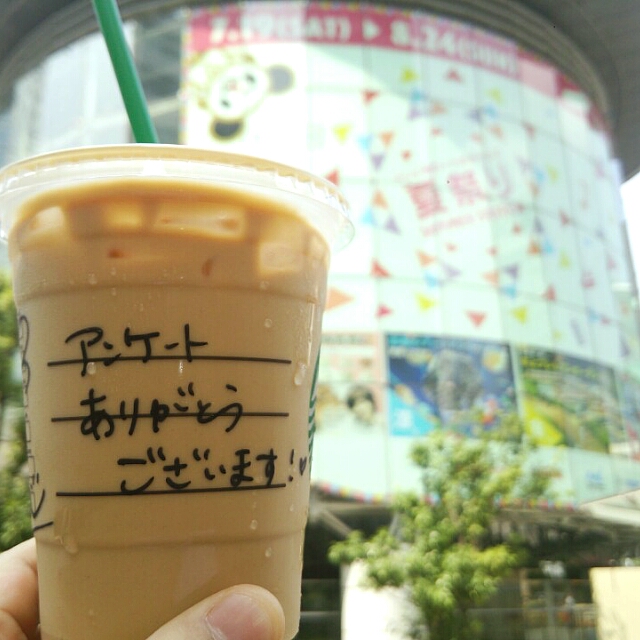 7.19(SAT) ▶ 8.24(SUN)
夏祭り
アンケート
ありがとう
ございます!♥